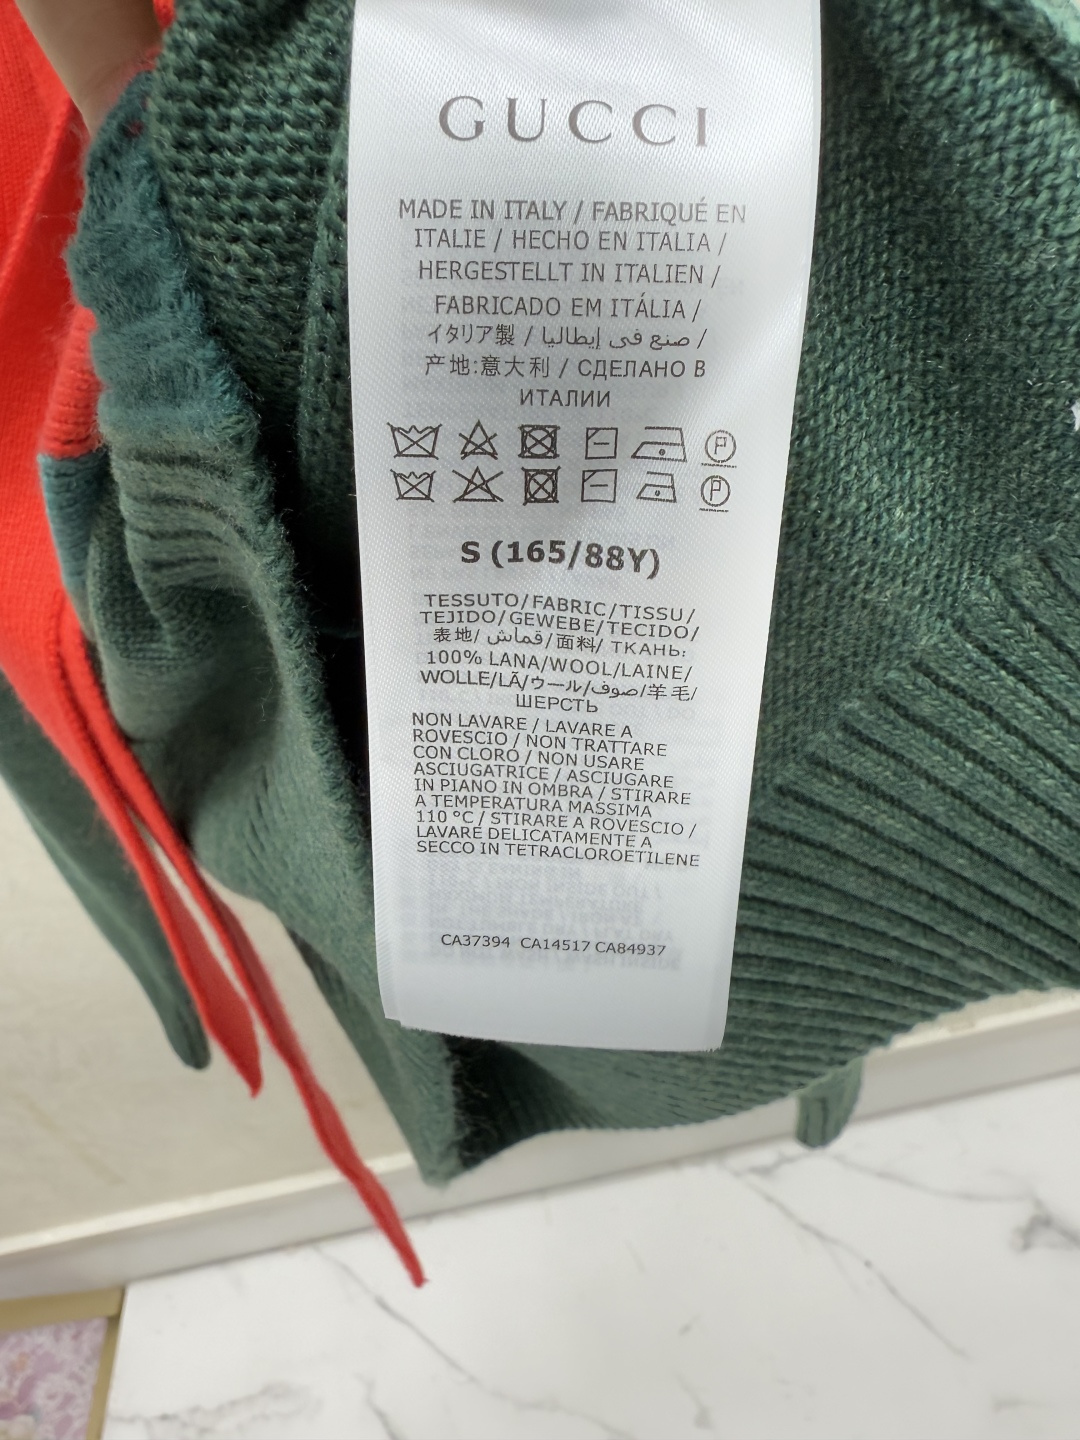 GUCCI
MADE IN ITALY / FABRIQUÉ EN
ITALIE / HECHO EN ITALIA /
HERGESTELLT IN ITALIEN /
FABRICADO EM ITÁLIA /
イタリア製 / صنع في إيطاليا /
产地:意大利 / СДЕЛАНО В
ИТАЛИИ
P
P
S (165/88Y)
TESSUTO/FABRIC/TISSU/
TEJIDO/GEWEBE/TECIDO/
表地/ قماش/面料/ ТКАНЬ:
100% LANA/WOOL/LAINE/
WOLLE/LÃ/ウール/صوف/羊毛/
ШЕРСТЬ
NON LAVARE / LAVARE A
ROVESCIO / NON TRATTARE
CON CLORO / NON USARE
ASCIUGATRICE / ASCIUGARE
IN PIANO IN OMBRA / STIRARE
A TEMPERATURA MASSIMA
110 °C / STIRARE A ROVESCIO /
LAVARE DELICATAMENTE A
SECCO IN TETRACLOROETILENE
CA37394 CA14517 CA84937